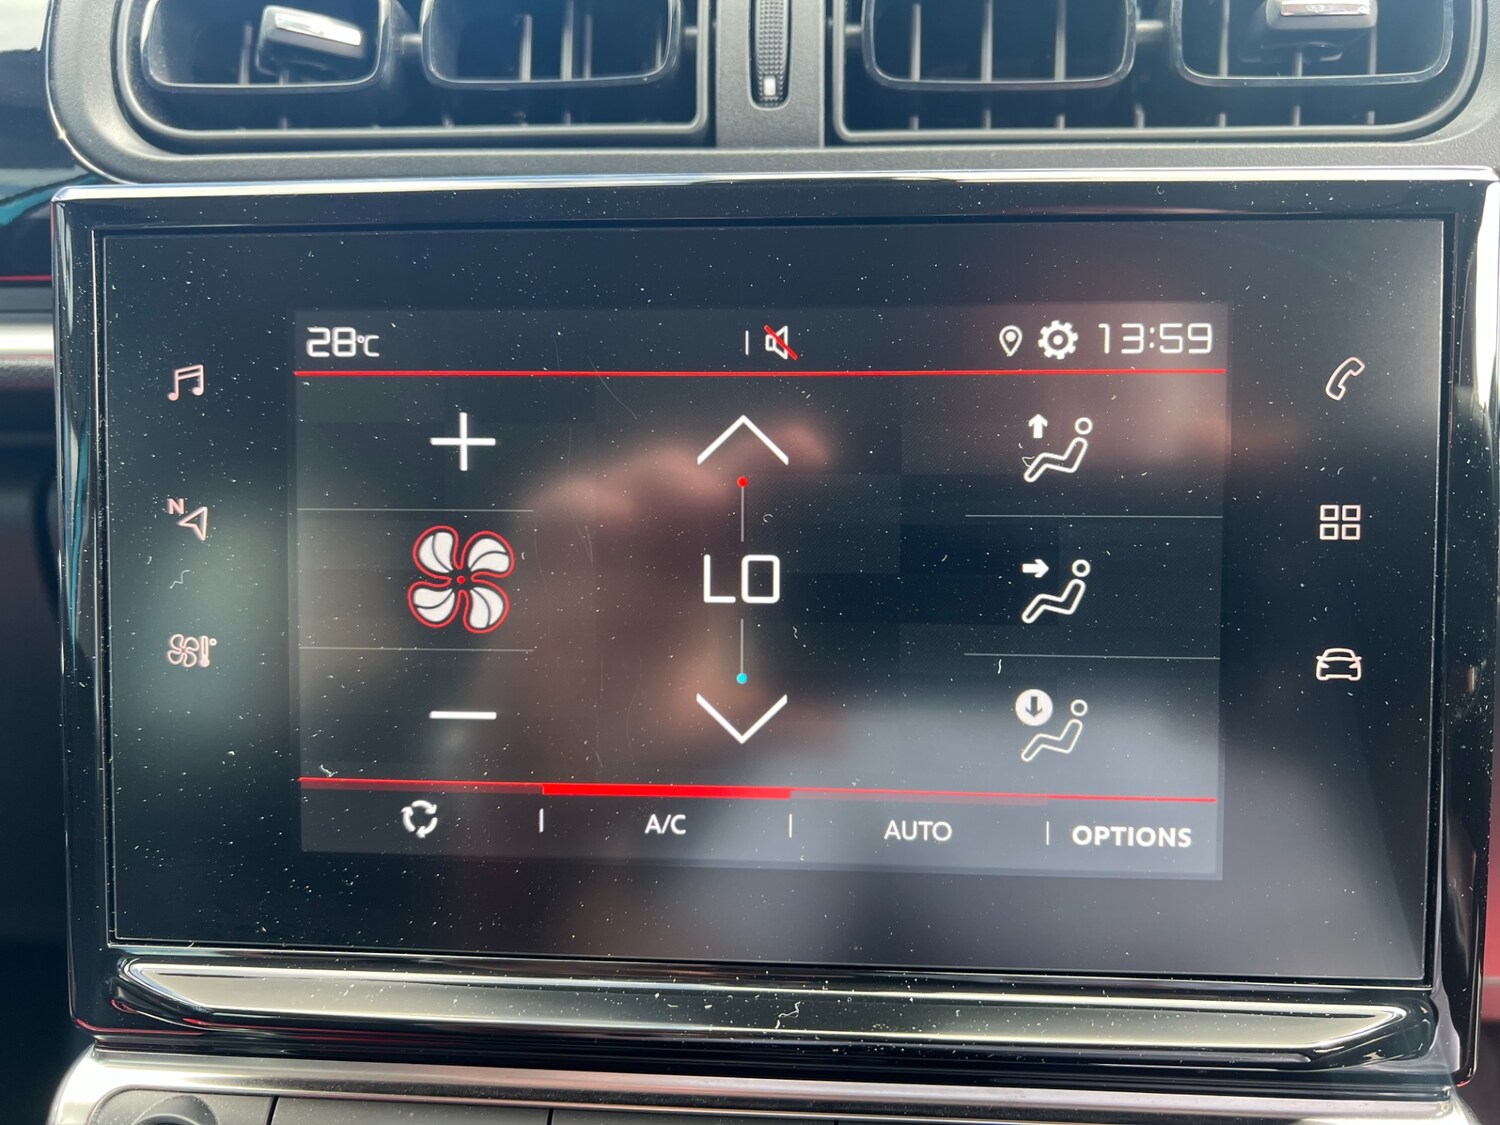 28°C
13:59
N
LO
A/C
AUTO
OPTIONS